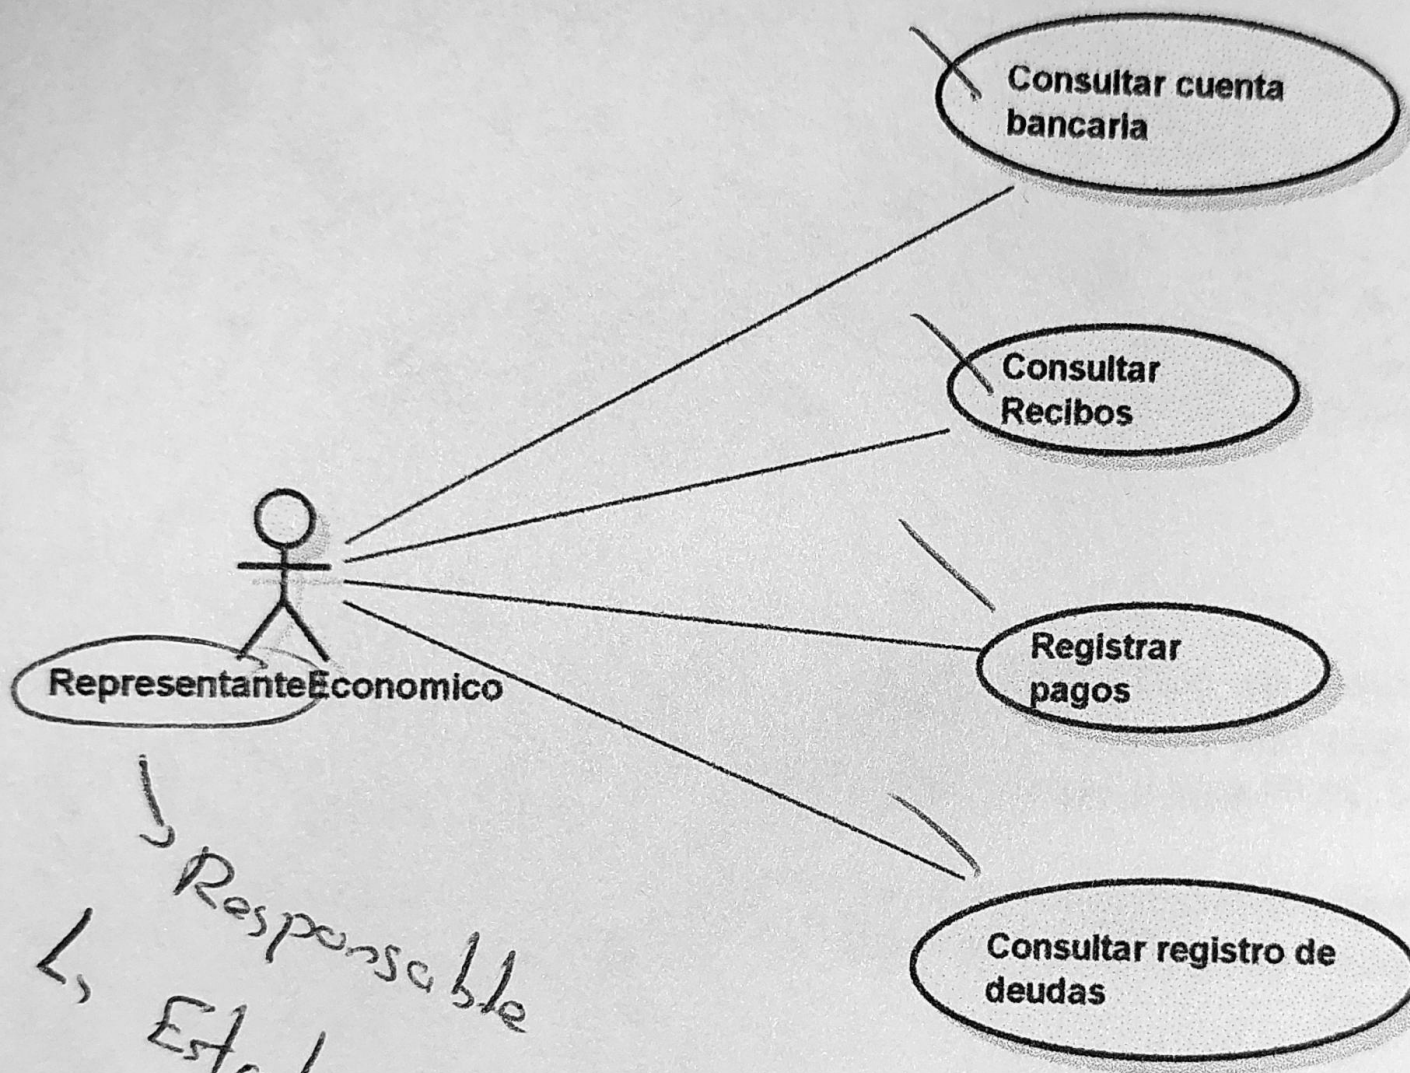 Consultar cuenta
bancaria
Consultar
Recibos
Registrar
pagos
RepresentanteEconomico
Responsable
Consultar registro de
deudas